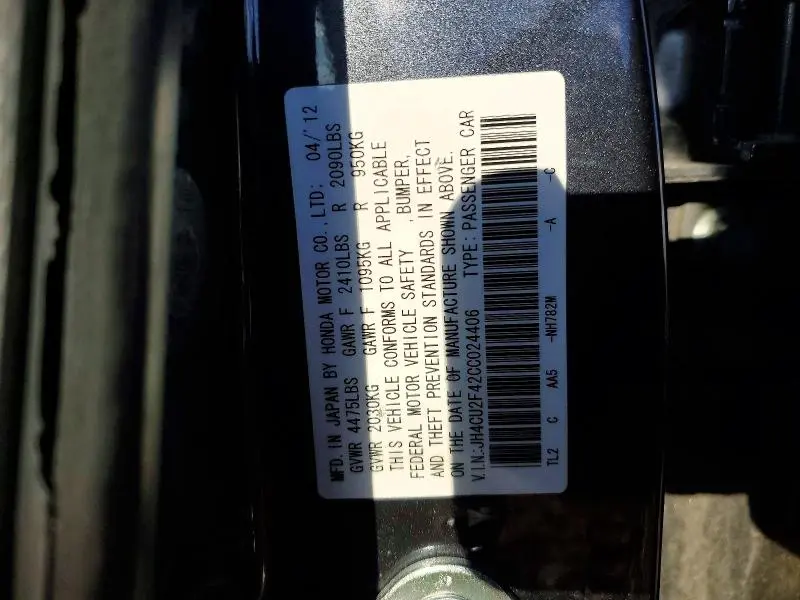 MFD. IN JAPAN BY HONDA MOTOR CO., LTD: 04/'12
GVWR 4475LBS GAWR F 2410LBS R 2090LBS
GVWR 2030KG GAWR F 1095KG R 950KG
THIS VEHICLE CONFORMS TO ALL APPLICABLE
FEDERAL MOTOR VEHICLE SAFETY , BUMPER,
AND THEFT PREVENTION STANDARDS IN EFFECT
ON THE DATE OF MANUFACTURE SHOWN ABOVE.
V.I.N:JH4CU2F42CC024406 TYPE: PASSENGER CAR
TL2 C AA5 -NH782M -A -C